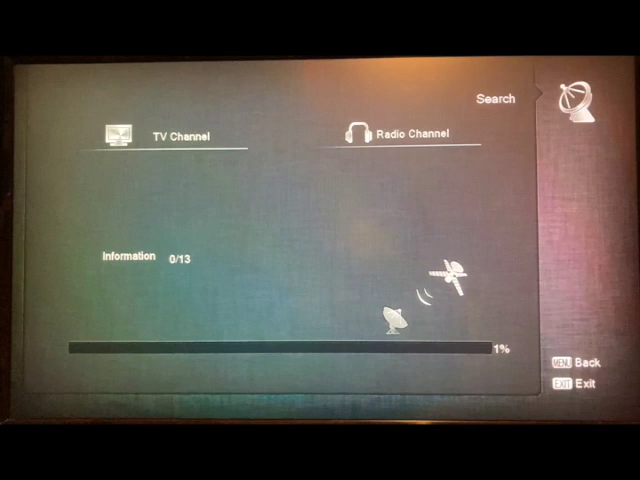 Search
TV Channel
Radio Channel
Information 0/13
1%
MENU Back
EXIT Exit